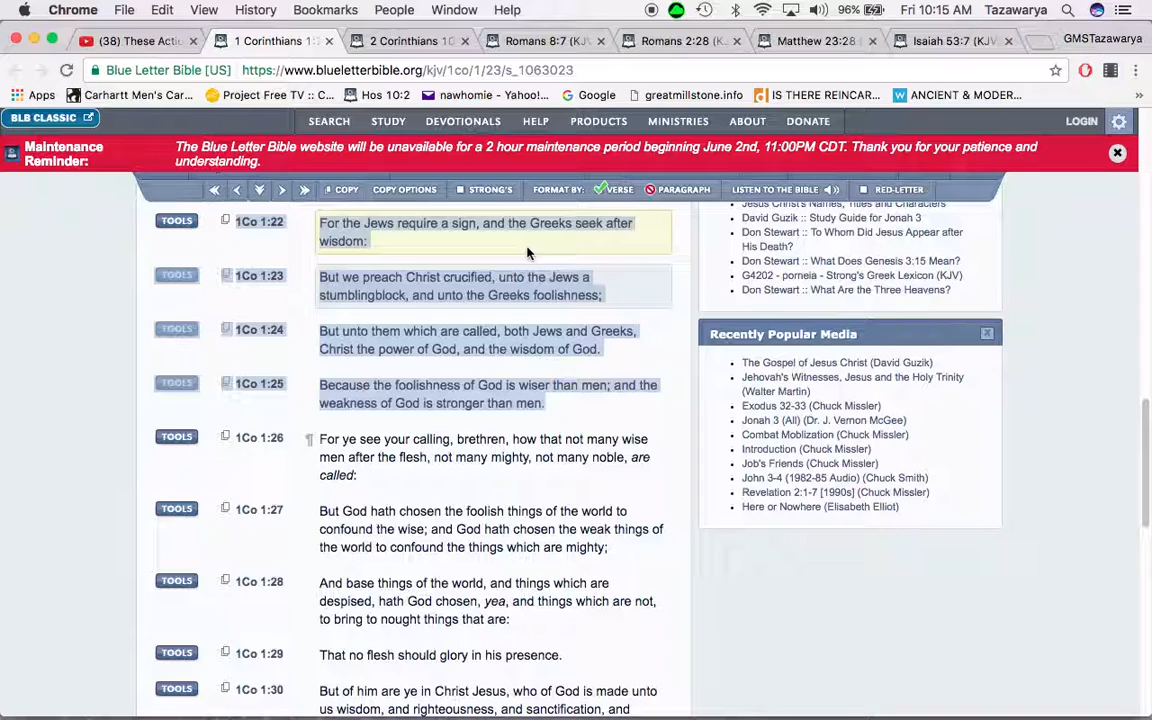 Chrome File Edit View History Bookmarks People Window Help 96% Fri 10:15 AM Tazawarya
(38) These Acti 1 Corinthians 1: 2 Corinthians 10 Romans 8:7 (KJV Romans 2:28 (KJ Matthew 23:28 Isaiah 53:7 (KJV GMSTazawarya
Blue Letter Bible [US] https://www.blueletterbible.org/kjv/1co/1/23/s_1063023
Apps Carhartt Men's Car... Project Free TV :: C... Hos 10:2 nawhomie - Yahoo!... Google greatmillstone.info IS THERE REINCAR... ANCIENT & MODER... »
BLB CLASSIC
SEARCH STUDY DEVOTIONALS HELP PRODUCTS MINISTRIES ABOUT DONATE LOGIN
Maintenance Reminder:
The Blue Letter Bible website will be unavailable for a 2 hour maintenance period beginning June 2nd, 11:00PM CDT. Thank you for your patience and
understanding.
COPY COPY OPTIONS STRONG'S FORMAT BY: VERSE PARAGRAPH LISTEN TO THE BIBLE RED-LETTER
TOOLS 1Co 1:22 For the Jews require a sign, and the Greeks seek after
wisdom:
TOOLS 1Co 1:23 But we preach Christ crucified, unto the Jews a
stumblingblock, and unto the Greeks foolishness;
TOOLS 1Co 1:24 But unto them which are called, both Jews and Greeks,
Christ the power of God, and the wisdom of God.
TOOLS 1Co 1:25 Because the foolishness of God is wiser than men; and the
weakness of God is stronger than men.
TOOLS 1Co 1:26 ¶ For ye see your calling, brethren, how that not many wise
men after the flesh, not many mighty, not many noble, are
called:
TOOLS 1Co 1:27 But God hath chosen the foolish things of the world to
confound the wise; and God hath chosen the weak things of
the world to confound the things which are mighty;
TOOLS 1Co 1:28 And base things of the world, and things which are
despised, hath God chosen, yea, and things which are not,
to bring to nought things that are:
TOOLS 1Co 1:29 That no flesh should glory in his presence.
TOOLS 1Co 1:30 But of him are ye in Christ Jesus, who of God is made unto
us wisdom, and righteousness, and sanctification, and
Jesus Christ's Names, Titles and Characters
David Guzik :: Study Guide for Jonah 3
Don Stewart :: To Whom Did Jesus Appear after
His Death?
Don Stewart :: What Does Genesis 3:15 Mean?
G4202 - porneia - Strong's Greek Lexicon (KJV)
Don Stewart :: What Are the Three Heavens?
Recently Popular Media
The Gospel of Jesus Christ (David Guzik)
Jehovah's Witnesses, Jesus and the Holy Trinity
(Walter Martin)
Exodus 32-33 (Chuck Missler)
Jonah 3 (All) (Dr. J. Vernon McGee)
Combat Moblization (Chuck Missler)
Introduction (Chuck Missler)
Job's Friends (Chuck Missler)
John 3-4 (1982-85 Audio) (Chuck Smith)
Revelation 2:1-7 [1990s] (Chuck Missler)
Here or Nowhere (Elisabeth Elliot)